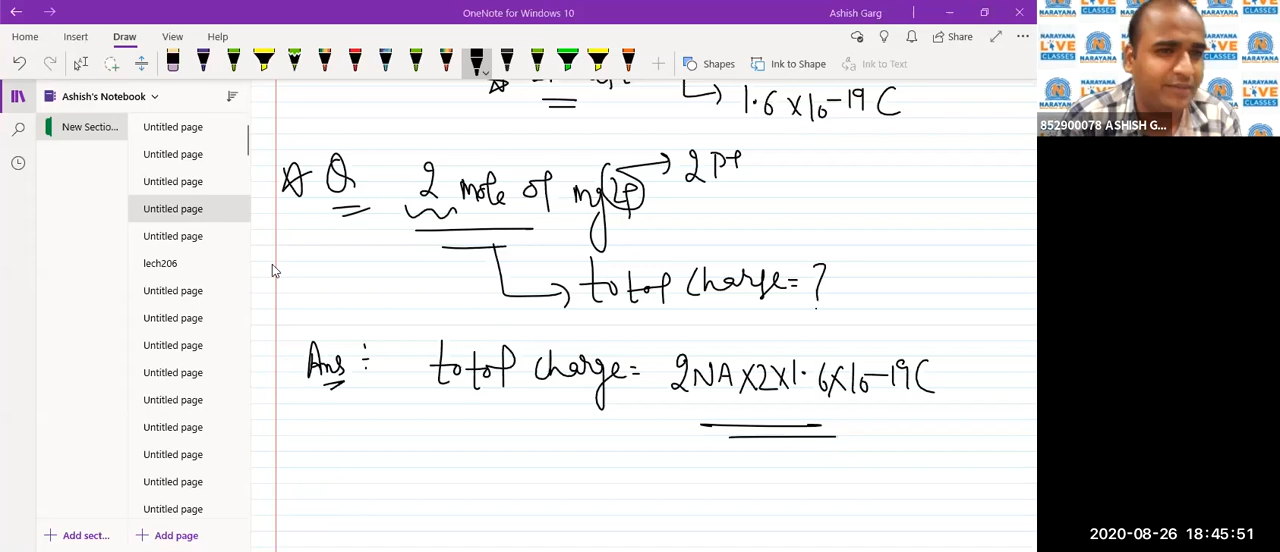 OneNote for Windows 10
Ashish Garg
Home Insert Draw View Help
Share
Shapes
Ink to Shape
Ink to Text
Ashish's Notebook
New Sectio...
Untitled page
Untitled page
Untitled page
Untitled page
Untitled page
lech206
Untitled page
Untitled page
Untitled page
Untitled page
Untitled page
Untitled page
Untitled page
Untitled page
Untitled page
Add sect...
Add page
1.6 x 10-19 C
Q 2 mole of mg(2+) → 2 p+
total charge = ?
Ans: total charge = 2NA x 2 x 1.6 x 10-19 C
NARAYANA
LIVE
CLASSES
852900078 ASHISH G...
2020-08-26 18:45:51